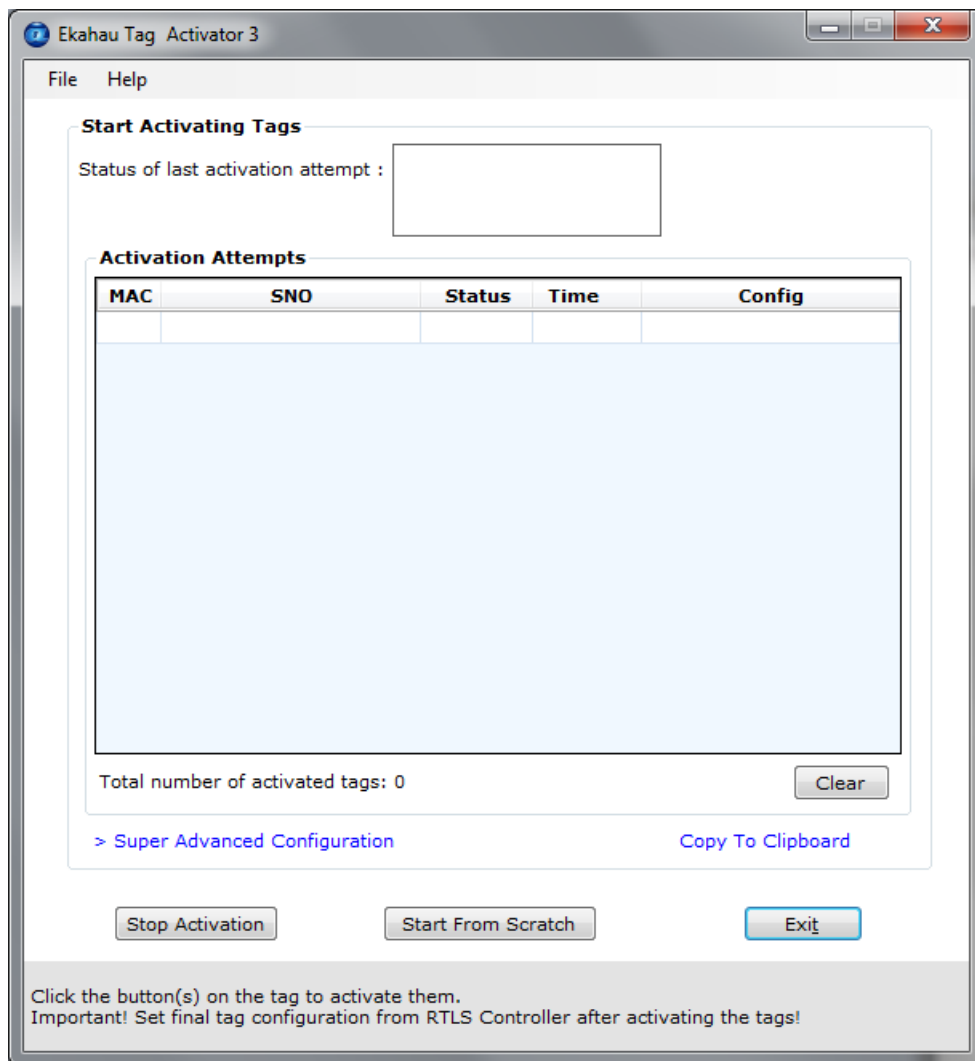 Ekahau Tag Activator 3
File Help
Start Activating Tags
Status of last activation attempt :
Activation Attempts
MAC SNO Status Time Config
Total number of activated tags: 0
Clear
> Super Advanced Configuration
Copy To Clipboard
Stop Activation
Start From Scratch
Exit
Click the button(s) on the tag to activate them.
Important! Set final tag configuration from RTLS Controller after activating the tags!